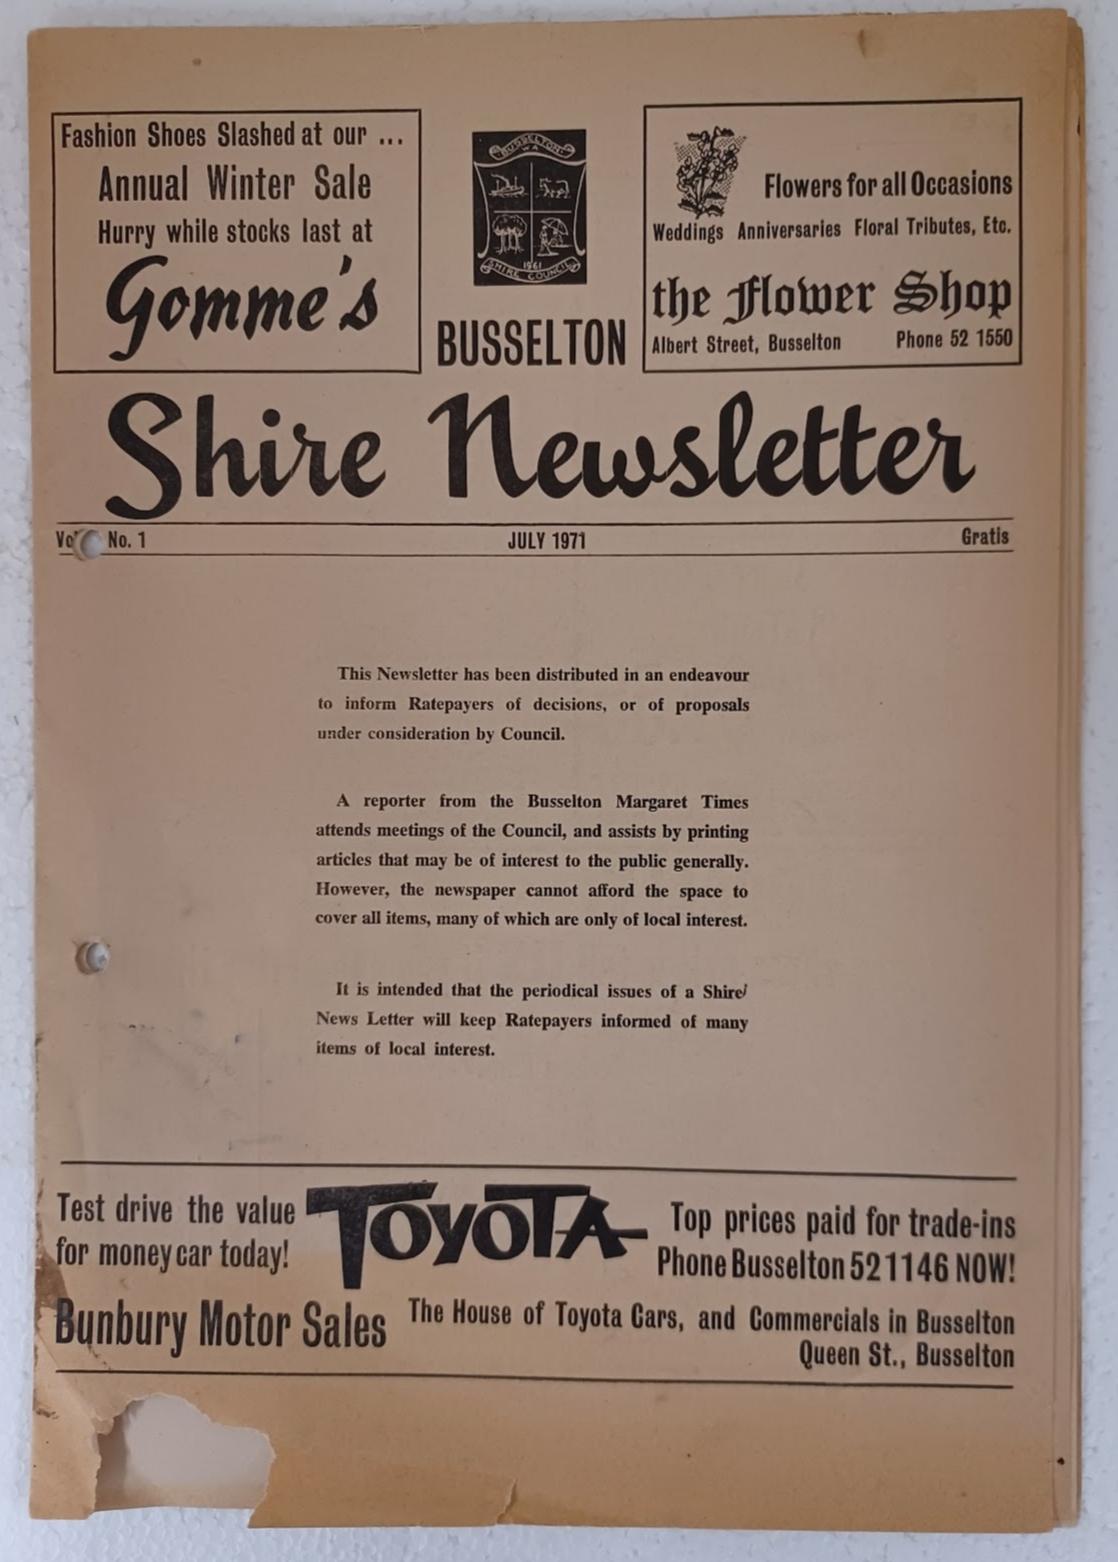 Fashion Shoes Slashed at our ...
Annual Winter Sale
Hurry while stocks last at
Gomme's
BUSSELTON
WA
1961
SHIRE COUNCIL
BUSSELTON
Flowers for all Occasions
Weddings Anniversaries Floral Tributes, Etc.
the Flower Shop
Albert Street, Busselton Phone 52 1550
Shire Newsletter
No. 1 JULY 1971 Gratis
This Newsletter has been distributed in an endeavour
to inform Ratepayers of decisions, or of proposals
under consideration by Council.
A reporter from the Busselton Margaret Times
attends meetings of the Council, and assists by printing
articles that may be of interest to the public generally.
However, the newspaper cannot afford the space to
cover all items, many of which are only of local interest.
It is intended that the periodical issues of a Shire
News Letter will keep Ratepayers informed of many
items of local interest.
Test drive the value
for money car today!
TOYOTA
Top prices paid for trade-ins
Phone Busselton 52 1146 NOW!
Bunbury Motor Sales
The House of Toyota Cars, and Commercials in Busselton
Queen St., Busselton